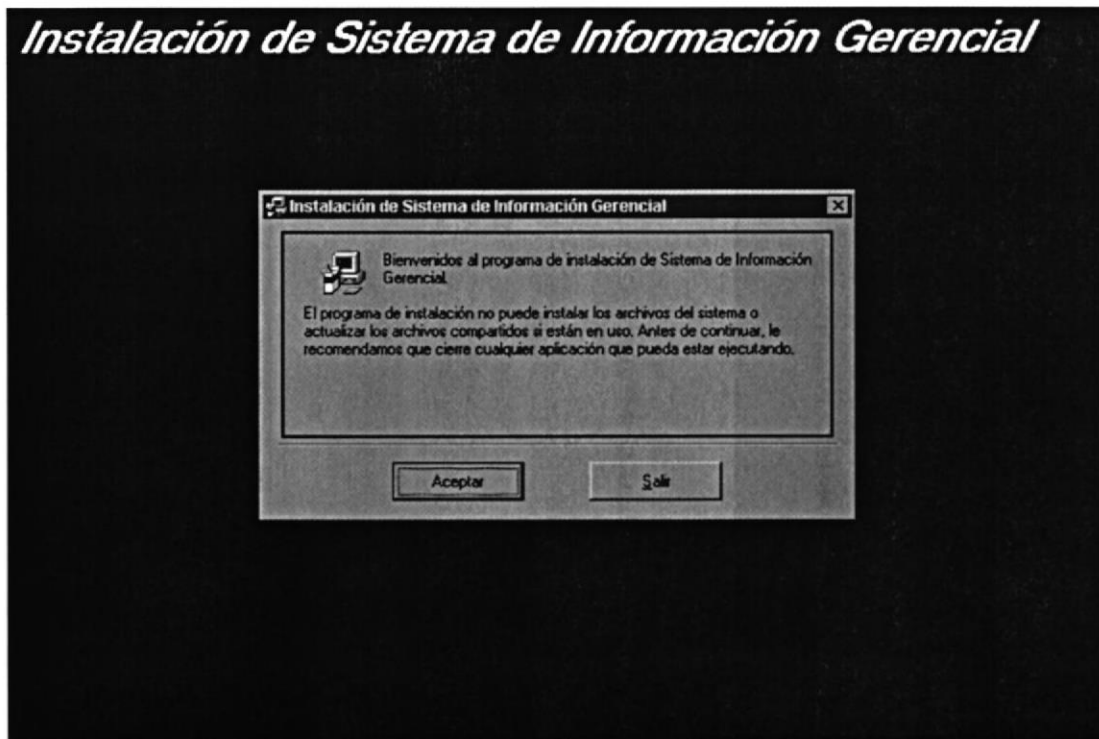 Instalación de Sistema de Información Gerencial
Instalación de Sistema de Información Gerencial
Bienvenidos al programa de instalación de Sistema de Información
Gerencial.
El programa de instalación no puede instalar los archivos del sistema o
actualizar los archivos compartidos si están en uso. Antes de continuar, le
recomendamos que cierre cualquier aplicación que pueda estar ejecutando.
Aceptar
Salir